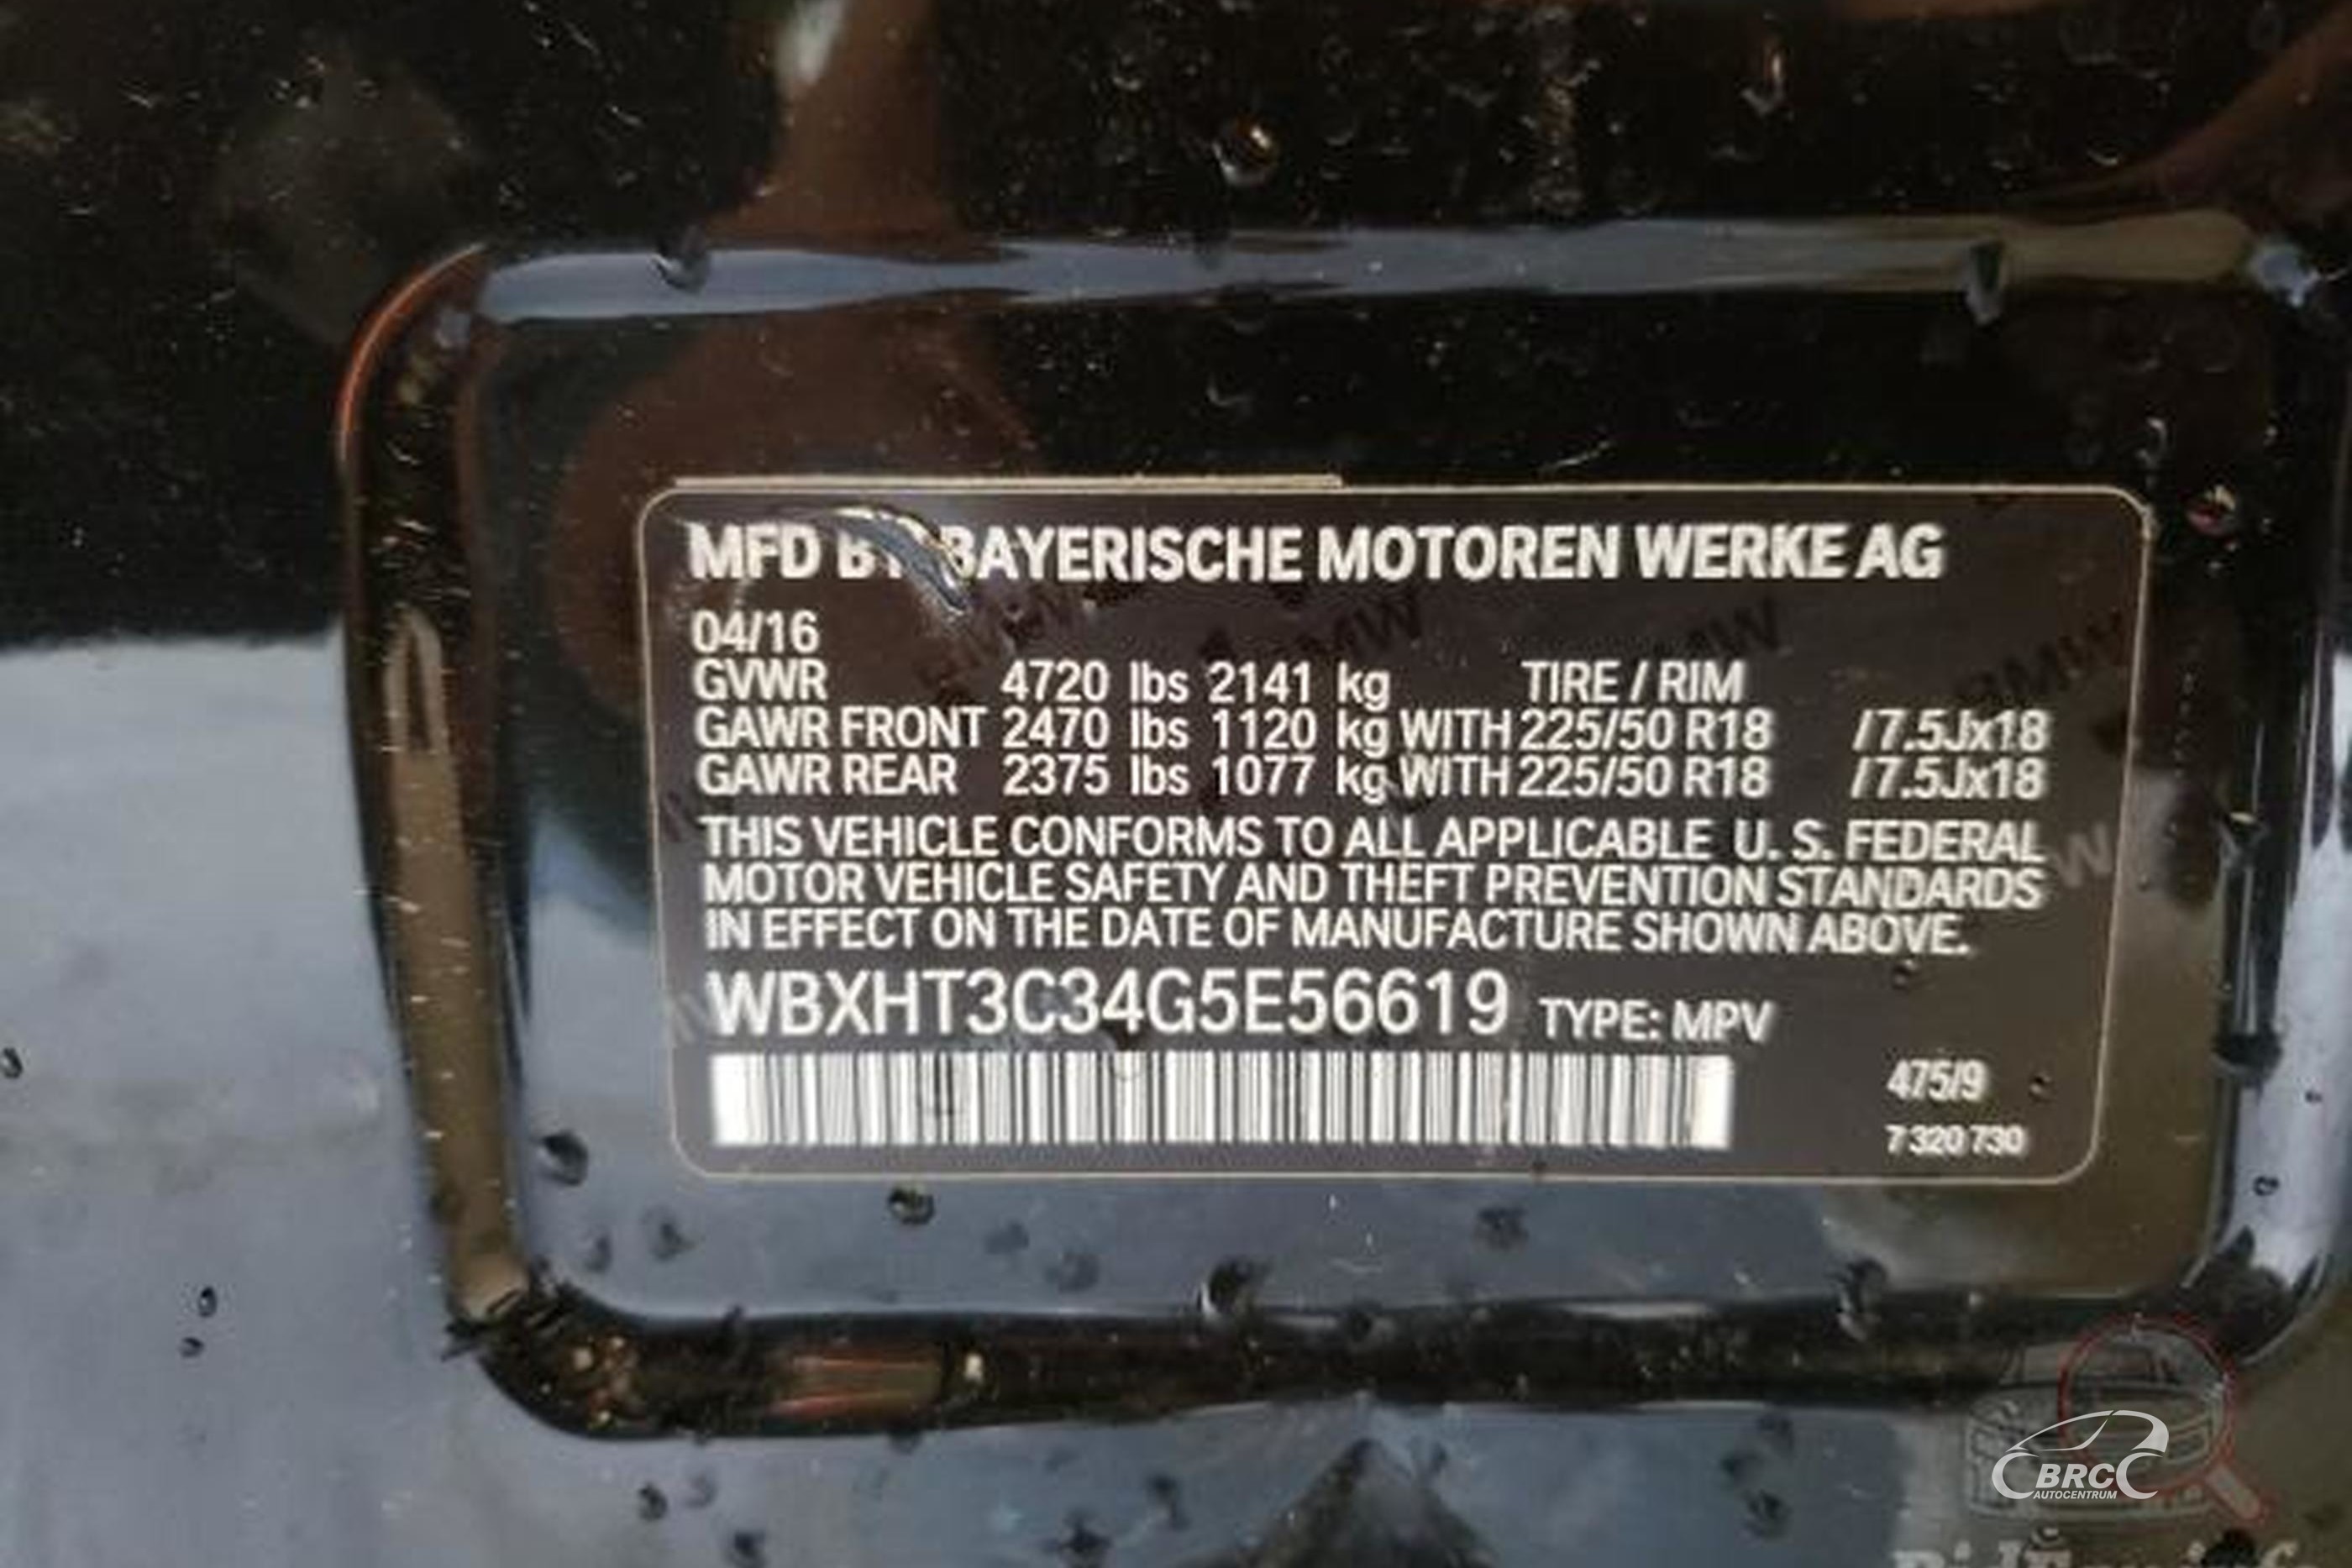 MFD BY BAYERISCHE MOTOREN WERKE AG
04/16
GVWR 4720 lbs 2141 kg TIRE / RIM
GAWR FRONT 2470 lbs 1120 kg WITH 225/50 R18 /7.5Jx18
GAWR REAR 2375 lbs 1077 kg WITH 225/50 R18 /7.5Jx18
THIS VEHICLE CONFORMS TO ALL APPLICABLE U. S. FEDERAL
MOTOR VEHICLE SAFETY AND THEFT PREVENTION STANDARDS
IN EFFECT ON THE DATE OF MANUFACTURE SHOWN ABOVE.
WBXHT3C34G5E56619 TYPE: MPV
475/9
7 320 730
BRC
AUTOCENTRUM